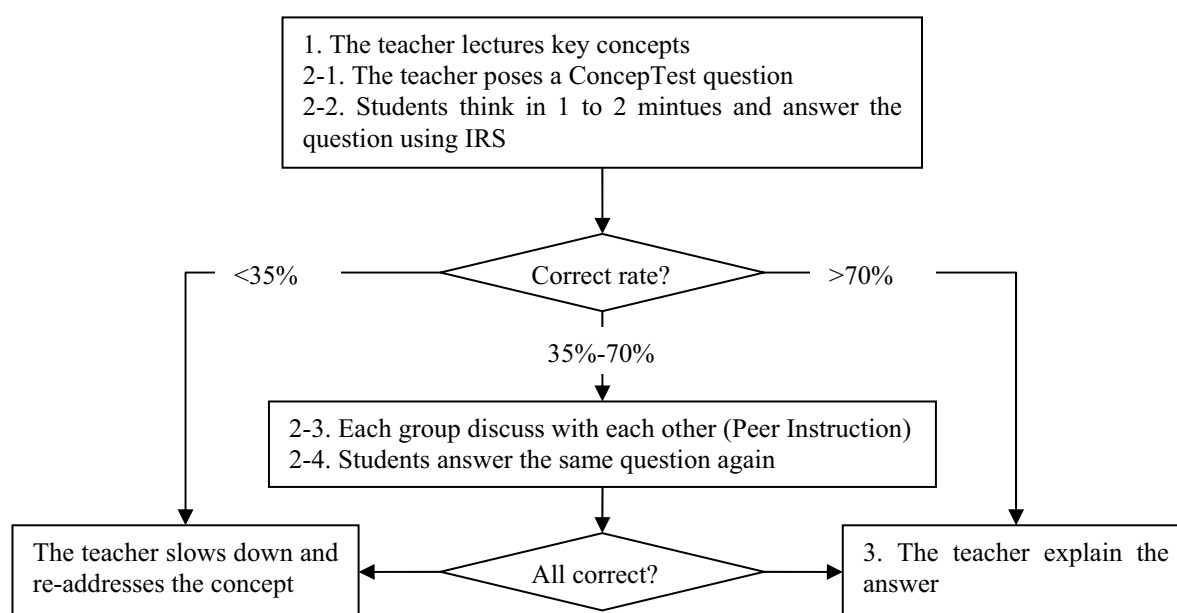 1. The teacher lectures key concepts
2-1. The teacher poses a ConcepTest question
2-2. Students think in 1 to 2 mintues and answer the
question using IRS
Correct rate?
<35%
>70%
35%-70%
2-3. Each group discuss with each other (Peer Instruction)
2-4. Students answer the same question again
The teacher slows down and
re-addresses the concept
All correct?
3. The teacher explain the
answer